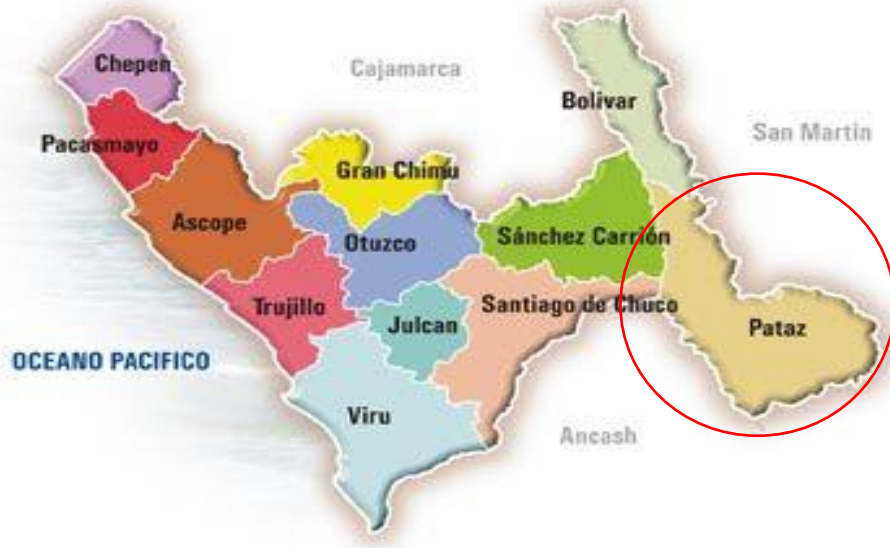 Chepen
Cajamarca
Bolivar
San Martin
Pacasmayo
Gran Chimu
Ascope
Otuzco
Sánchez Carrión
Trujillo
Julcan
Santiago de Chuco
Pataz
OCEANO PACIFICO
Viru
Ancash